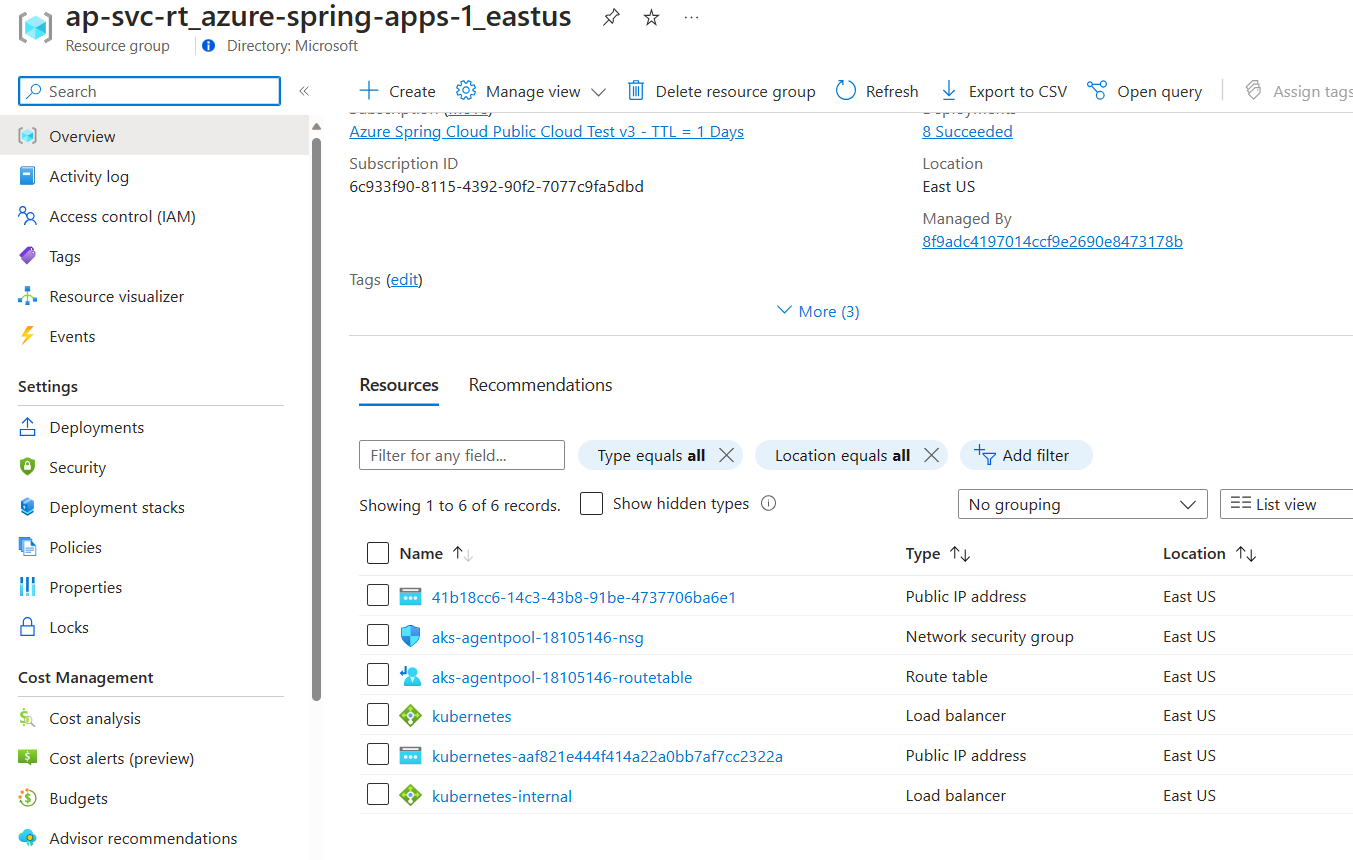 ap-svc-rt_azure-spring-apps-1_eastus
Resource group
Directory: Microsoft
Search
Overview
Activity log
Access control (IAM)
Tags
Resource visualizer
Events
Settings
Deployments
Security
Deployment stacks
Policies
Properties
Locks
Cost Management
Cost analysis
Cost alerts (preview)
Budgets
Advisor recommendations
Create Manage view Delete resource group Refresh Export to CSV Open query Assign tags
Subscription (move)
Azure Spring Cloud Public Cloud Test v3 - TTL = 1 Days
Subscription ID
6c933f90-8115-4392-90f2-7077c9fa5dbd
Deployments
8 Succeeded
Location
East US
Managed By
8f9adc4197014ccf9e2690e8473178b
Tags (edit)
More (3)
Resources Recommendations
Filter for any field... Type equals all Location equals all Add filter
Showing 1 to 6 of 6 records. Show hidden types No grouping List view
Name Type Location
41b18cc6-14c3-43b8-91be-4737706ba6e1 Public IP address East US
aks-agentpool-18105146-nsg Network security group East US
aks-agentpool-18105146-routetable Route table East US
kubernetes Load balancer East US
kubernetes-aaf821e444f414a22a0bb7af7cc2322a Public IP address East US
kubernetes-internal Load balancer East US